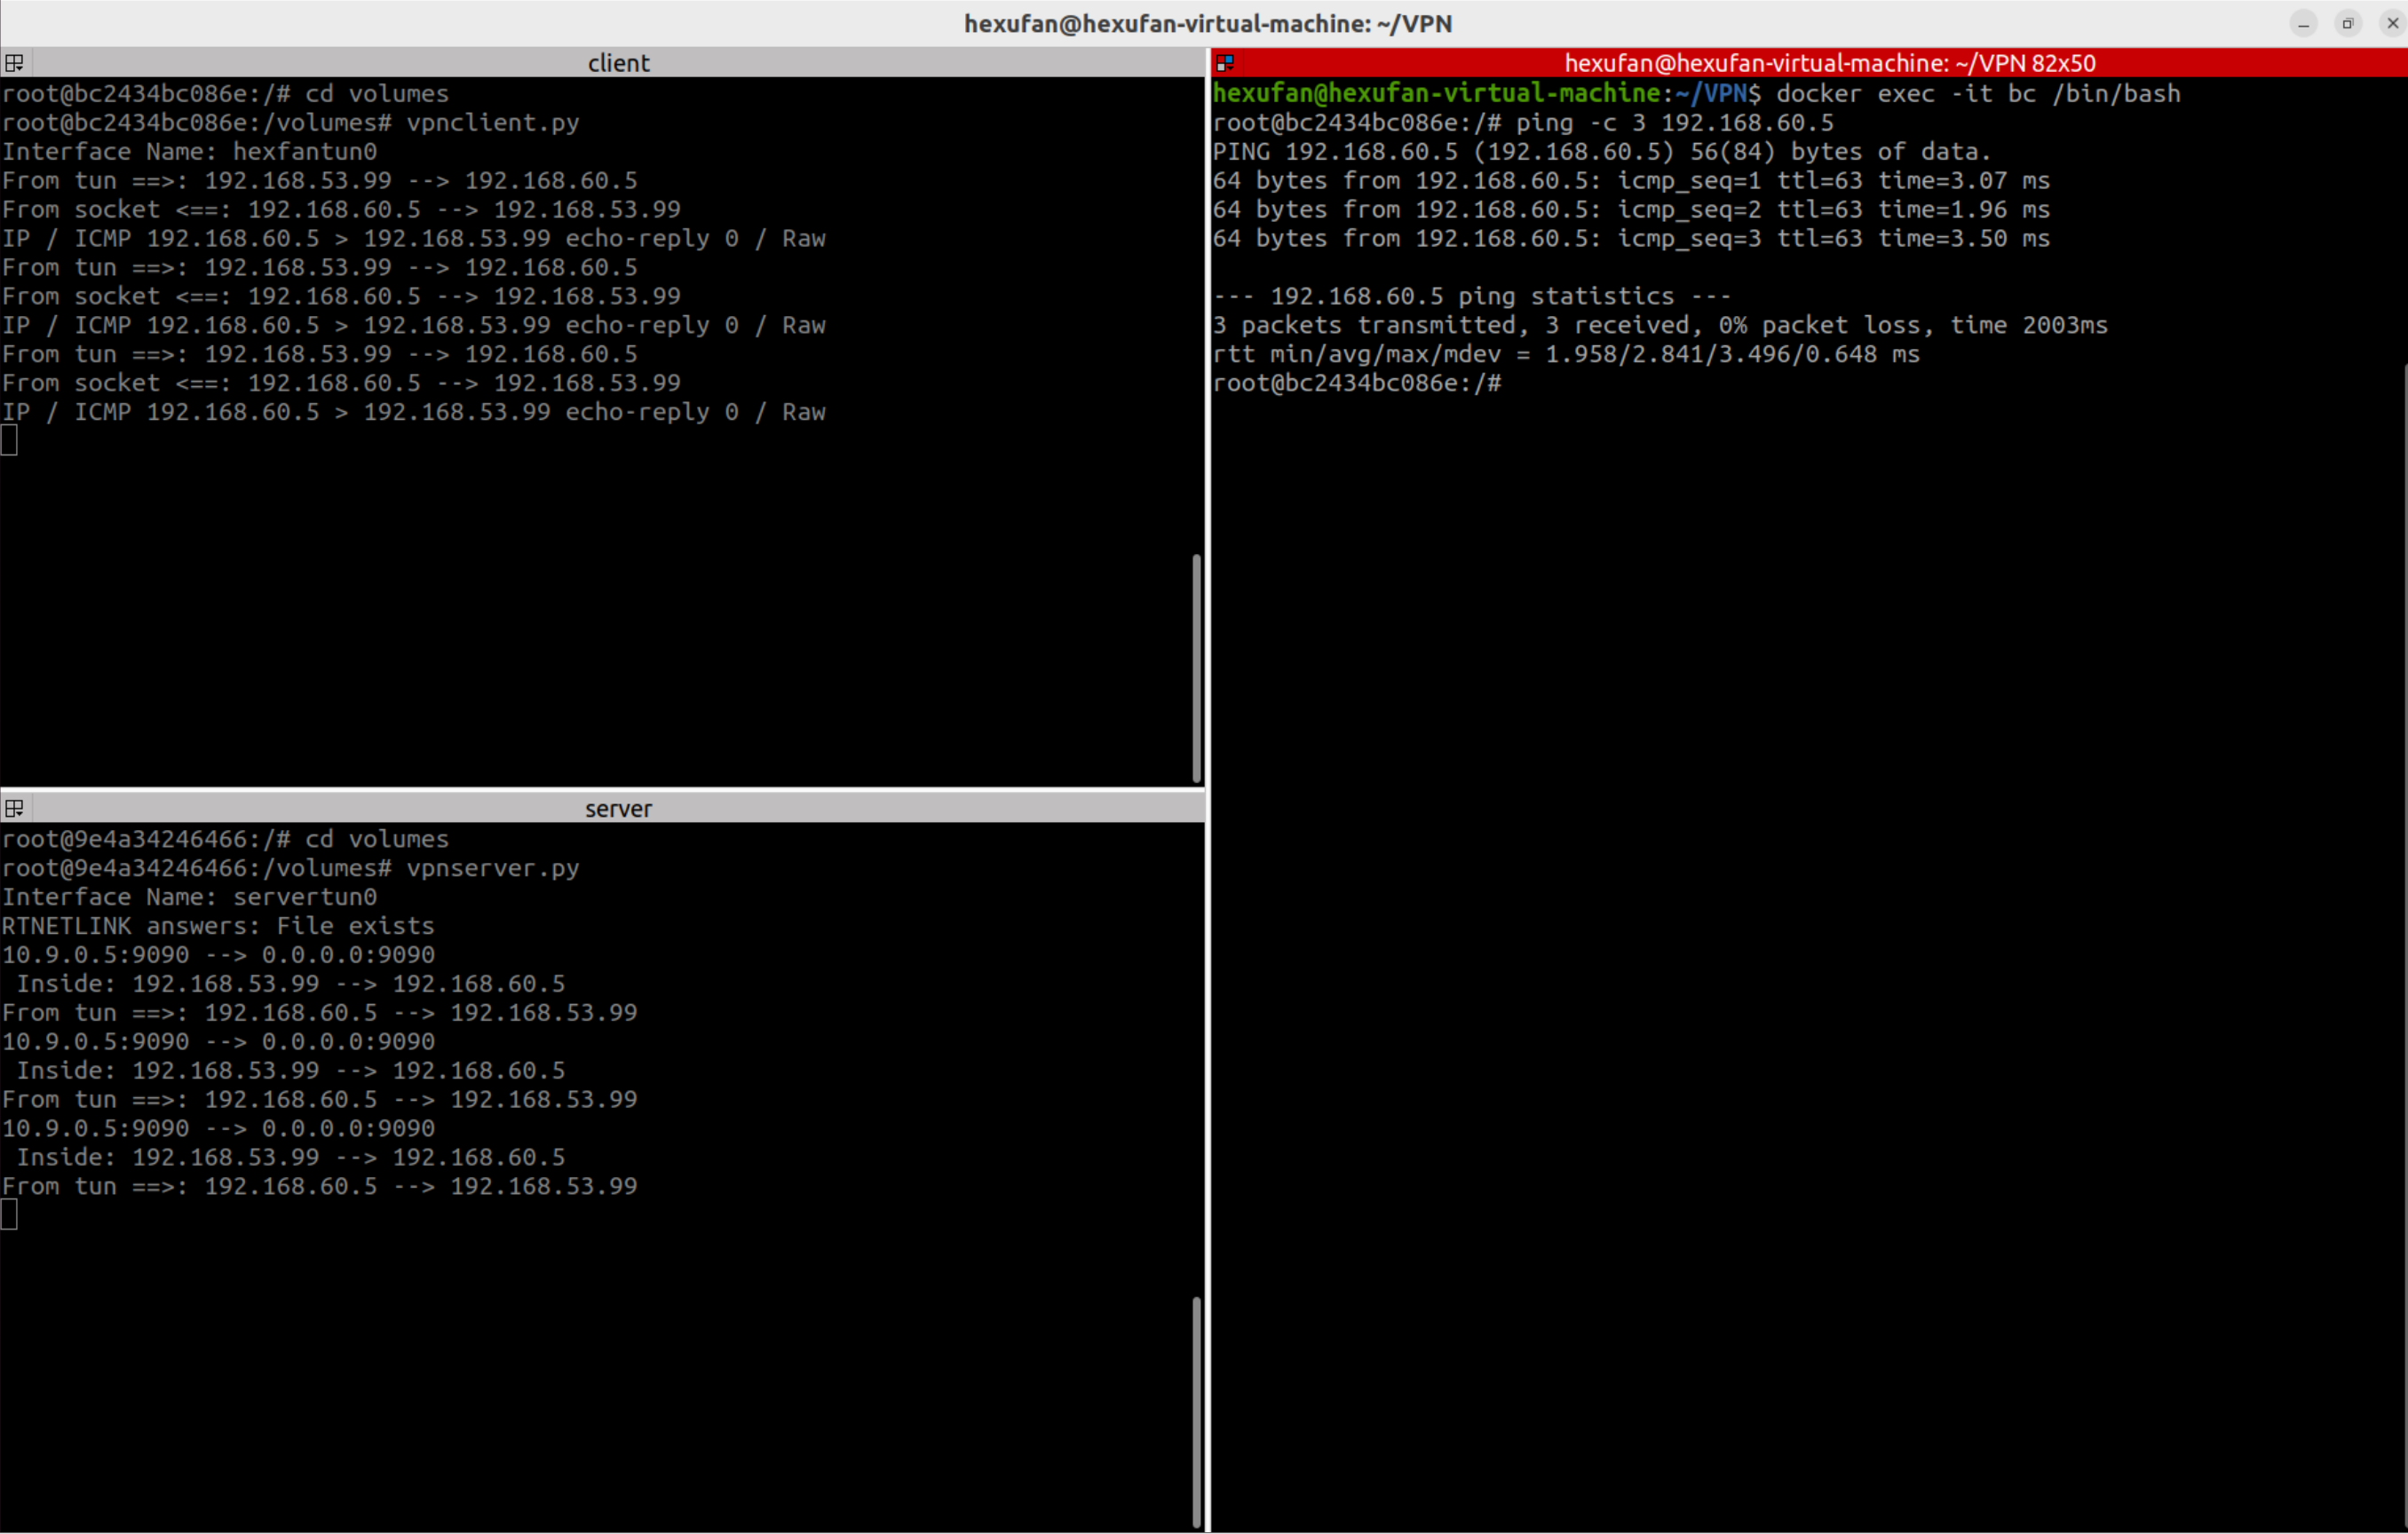 hexufan@hexufan-virtual-machine: ~/VPN
client
root@bc2434bc086e:/# cd volumes
root@bc2434bc086e:/volumes# vpnclient.py
Interface Name: hexfantun0
From tun ==>: 192.168.53.99 --> 192.168.60.5
From socket <==: 192.168.60.5 --> 192.168.53.99
IP / ICMP 192.168.60.5 > 192.168.53.99 echo-reply 0 / Raw
From tun ==>: 192.168.53.99 --> 192.168.60.5
From socket <==: 192.168.60.5 --> 192.168.53.99
IP / ICMP 192.168.60.5 > 192.168.53.99 echo-reply 0 / Raw
From tun ==>: 192.168.53.99 --> 192.168.60.5
From socket <==: 192.168.60.5 --> 192.168.53.99
IP / ICMP 192.168.60.5 > 192.168.53.99 echo-reply 0 / Raw
server
root@9e4a34246466:/# cd volumes
root@9e4a34246466:/volumes# vpnserver.py
Interface Name: servertun0
RTNETLINK answers: File exists
10.9.0.5:9090 --> 0.0.0.0:9090
 Inside: 192.168.53.99 --> 192.168.60.5
From tun ==>: 192.168.60.5 --> 192.168.53.99
10.9.0.5:9090 --> 0.0.0.0:9090
 Inside: 192.168.53.99 --> 192.168.60.5
From tun ==>: 192.168.60.5 --> 192.168.53.99
10.9.0.5:9090 --> 0.0.0.0:9090
 Inside: 192.168.53.99 --> 192.168.60.5
From tun ==>: 192.168.60.5 --> 192.168.53.99
hexufan@hexufan-virtual-machine: ~/VPN 82x50
hexufan@hexufan-virtual-machine:~/VPN$ docker exec -it bc /bin/bash
root@bc2434bc086e:/# ping -c 3 192.168.60.5
PING 192.168.60.5 (192.168.60.5) 56(84) bytes of data.
64 bytes from 192.168.60.5: icmp_seq=1 ttl=63 time=3.07 ms
64 bytes from 192.168.60.5: icmp_seq=2 ttl=63 time=1.96 ms
64 bytes from 192.168.60.5: icmp_seq=3 ttl=63 time=3.50 ms
--- 192.168.60.5 ping statistics ---
3 packets transmitted, 3 received, 0% packet loss, time 2003ms
rtt min/avg/max/mdev = 1.958/2.841/3.496/0.648 ms
root@bc2434bc086e:/#